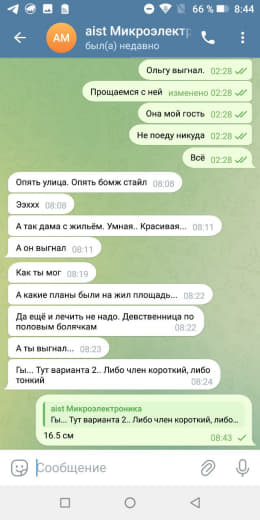 66 % 8:44
АМ
aist Микроэлектр
был(а) недавно
Ольгу выгнал. 02:28
Прощаемся с ней изменено 02:28
Она мой гость 02:28
Не поеду никуда 02:28
Всё 02:28
Опять улица. Опять бомж стайл 08:08
Ээххх 08:08
А так дама с жильём. Умная.. Красивая... 08:11
А он выгнал 08:11
Как ты мог 08:19
А какие планы были на жил площадь... 08:22
Да ещё и лечить не надо. Девственница по
половым болячкам 08:22
А ты выгнал... 08:23
Гы... Тут варианта 2.. Либо член короткий, либо
тонкий 08:24
aist Микроэлектроника
Гы... Тут варианта 2.. Либо член короткий, либо...
16.5 см 08:43
Сообщение